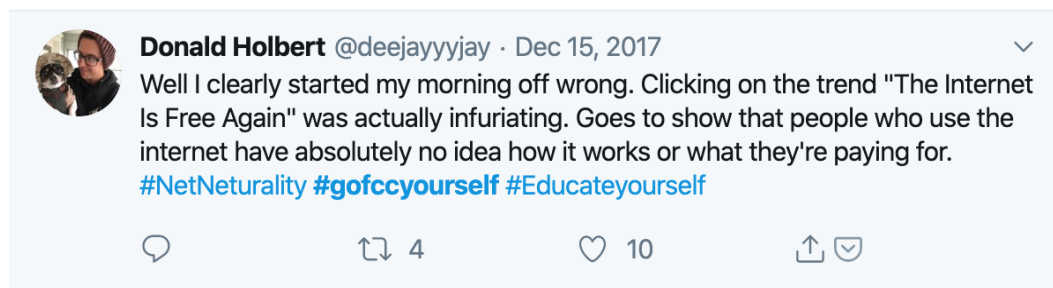 Donald Holbert @deejayyyjay · Dec 15, 2017
Well I clearly started my morning off wrong. Clicking on the trend "The Internet
Is Free Again" was actually infuriating. Goes to show that people who use the
internet have absolutely no idea how it works or what they're paying for.
#NetNeturality #gofccyourself #Educateyourself
4 10